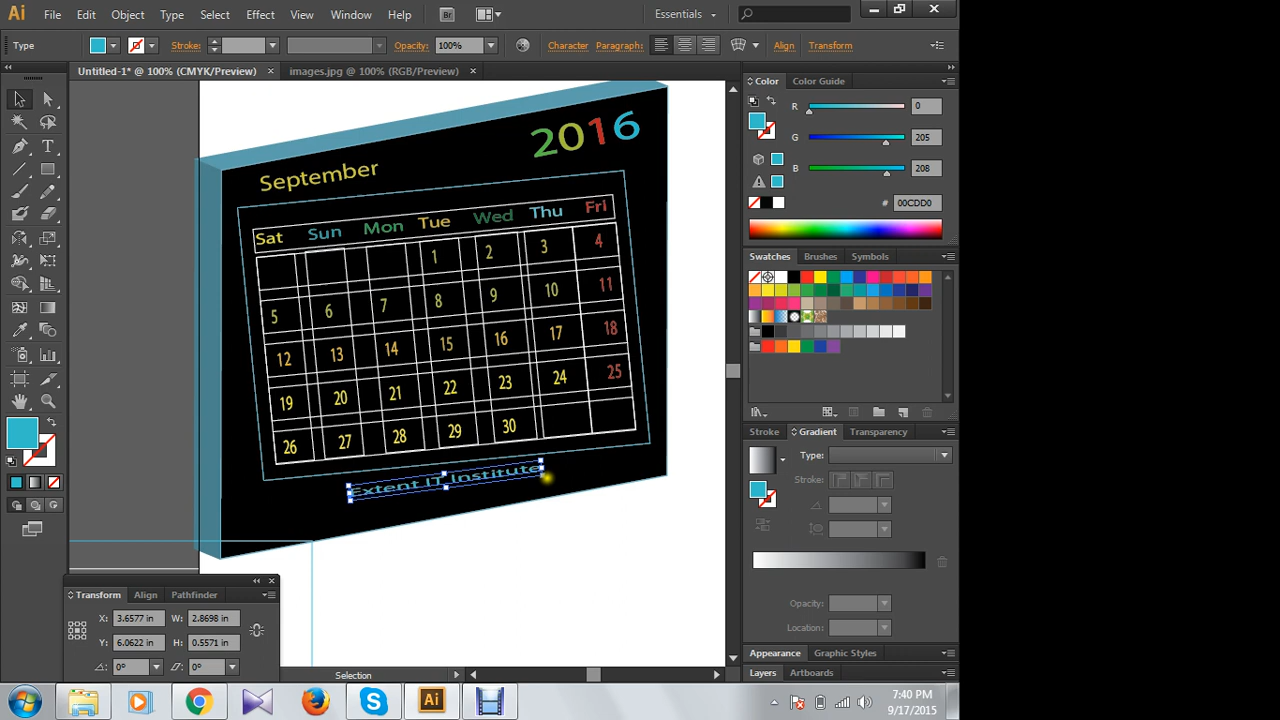 Ai File Edit Object Type Select Effect View Window Help Br Essentials
Type Stroke: Opacity: 100% Character Paragraph: Align Transform
Untitled-1* @ 100% (CMYK/Preview) × images.jpg @ 100% (RGB/Preview) ×
Color Color Guide
R 0
G 205
B 208
# 00CDD0
Swatches Brushes Symbols
2016
September
Sat Sun Mon Tue Wed Thu Fri
1 2 3 4
5 6 7 8 9 10 11
12 13 14 15 16 17 18
19 20 21 22 23 24 25
26 27 28 29 30
Extent IT Institute
Stroke Gradient Transparency
Type:
Stroke:
Opacity:
Location:
Appearance Graphic Styles
Layers Artboards
Transform Align Pathfinder
X: 3.6577 in W: 2.8698 in
Y: 6.0622 in H: 0.5571 in
0° 0°
Selection
Ai
7:40 PM
9/17/2015